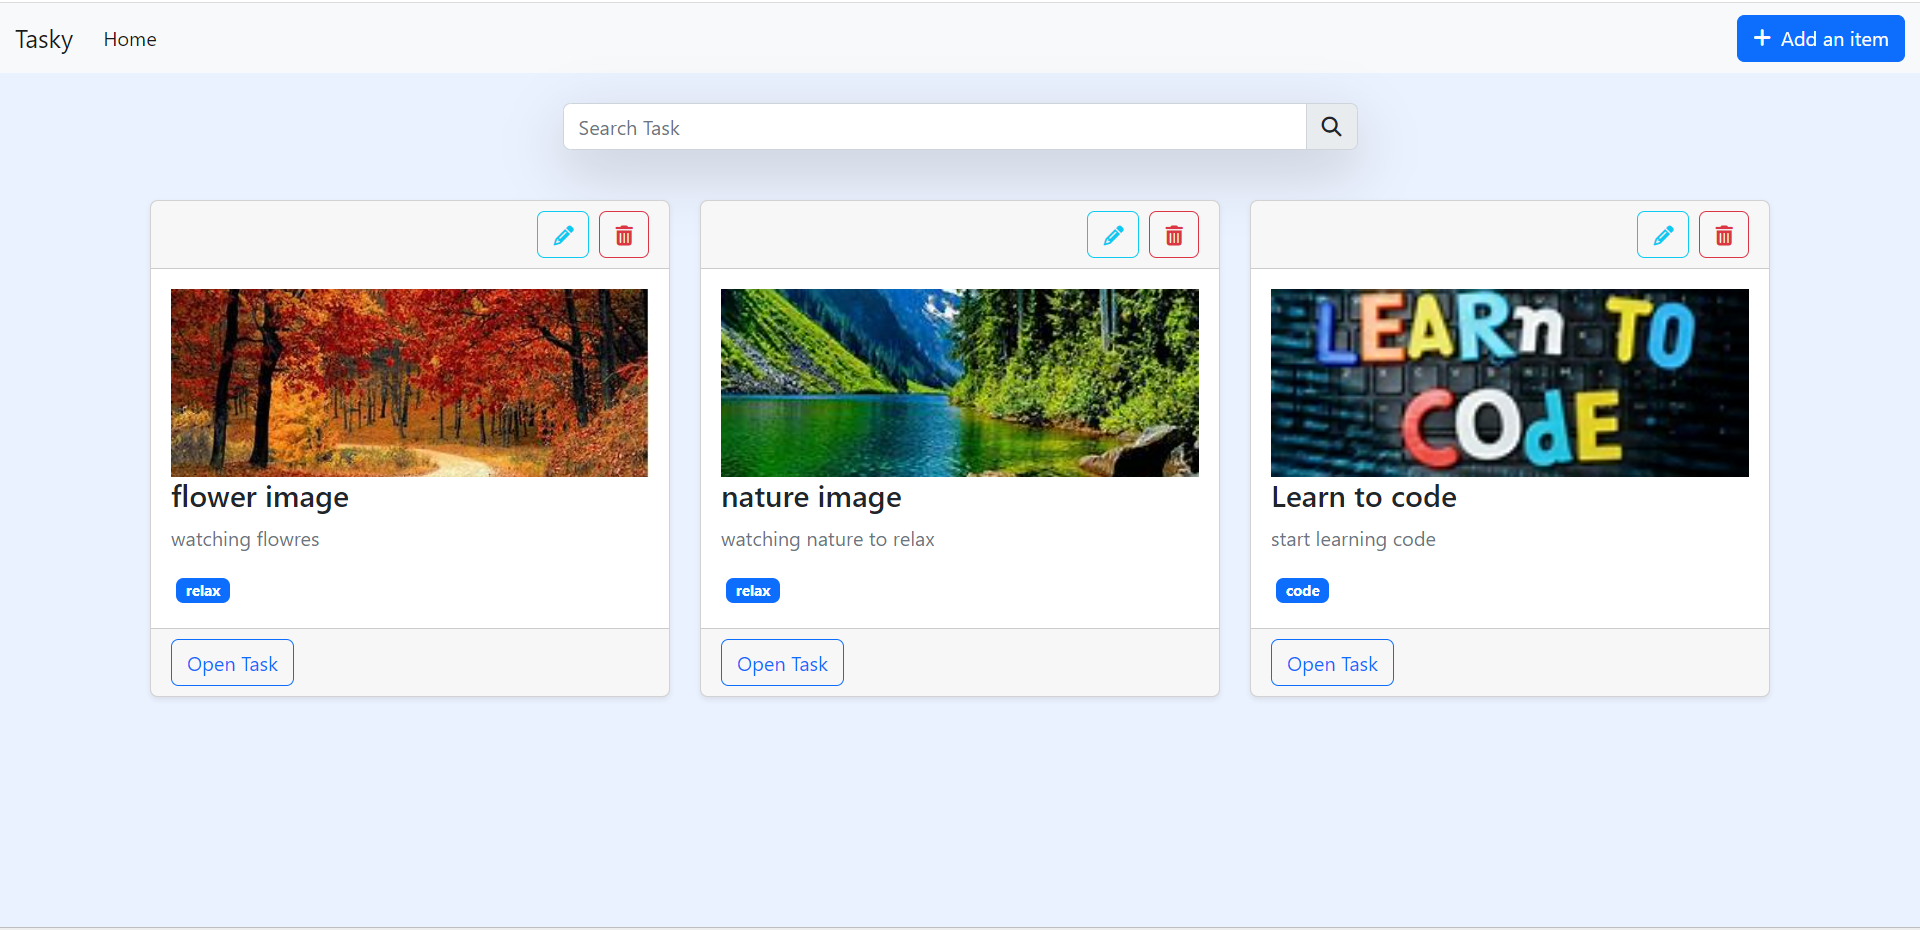 Tasky Home Add an item
Search Task
LEARn TO
COdE
flower image
watching flowres
relax
Open Task
nature image
watching nature to relax
relax
Open Task
Learn to code
start learning code
code
Open Task